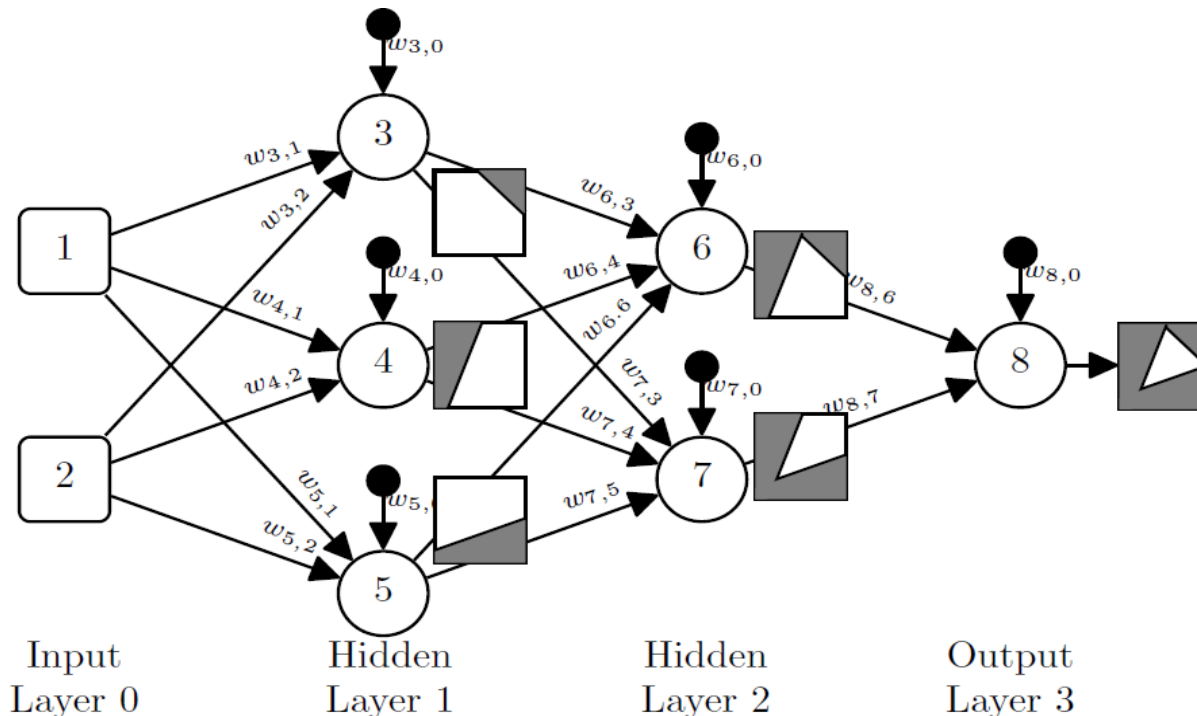 w3,0
3
w3,1
w3,2
w6,0
w6,3
1
6
w4,0
w6,4
w8,0
w8,6
w4,1
w6.6
4
8
w4,2
w7,3
w7,0
w8,7
w7,4
2
7
w5,1
w5,0
w7,5
w5,2
5
Input
Layer 0
Hidden
Layer 1
Hidden
Layer 2
Output
Layer 3